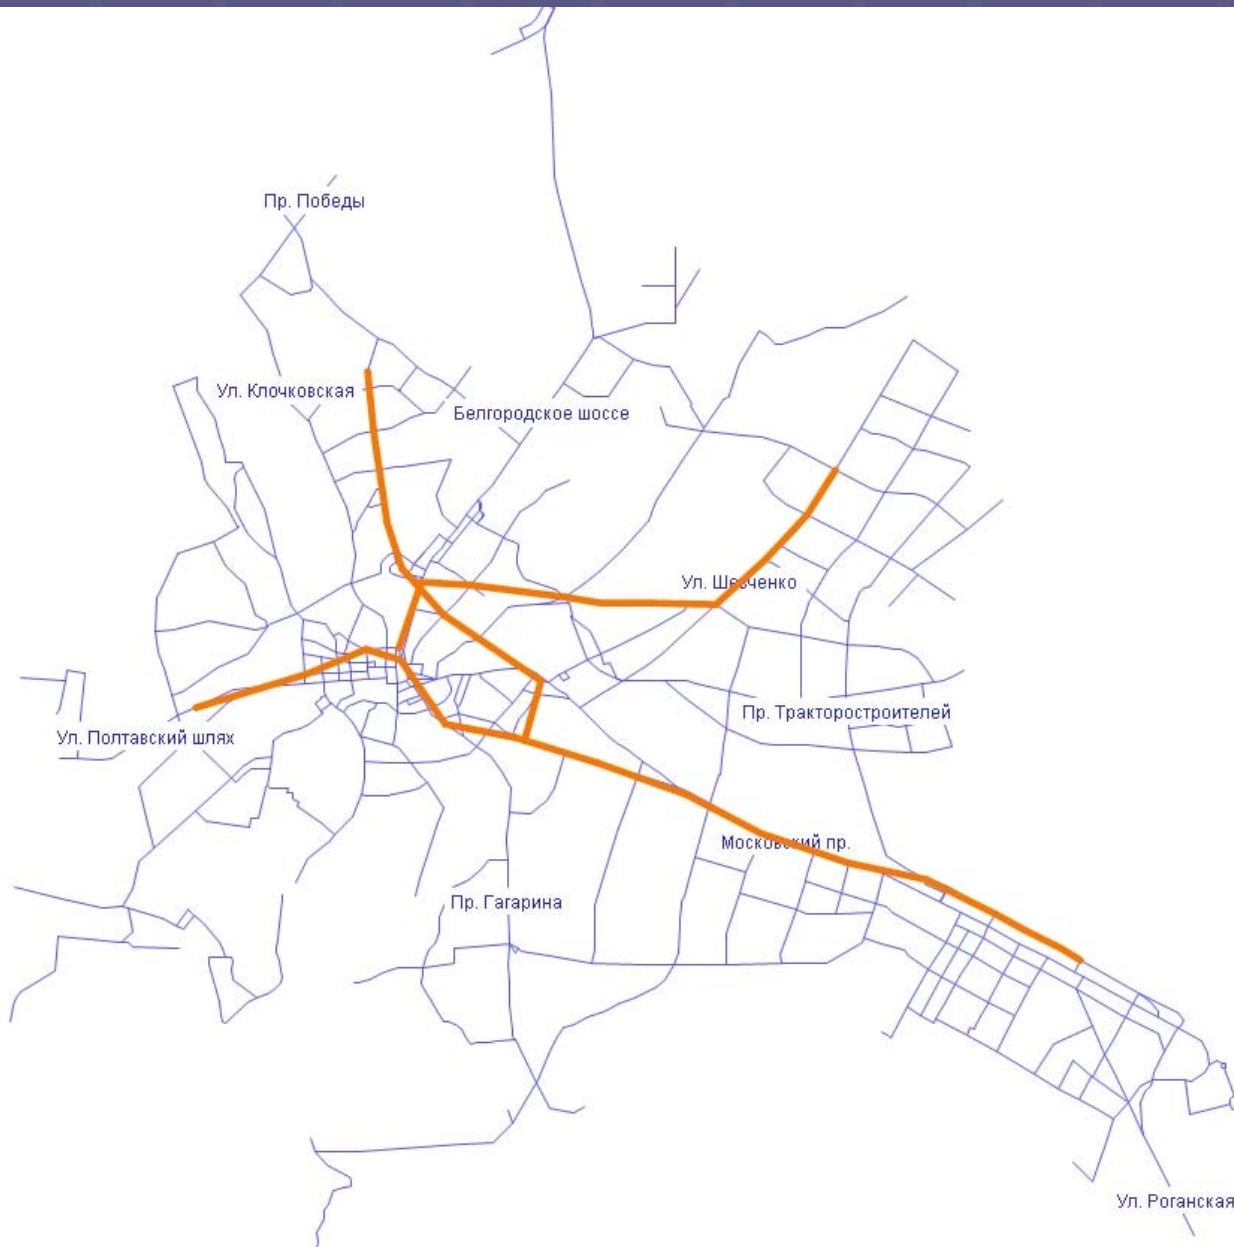 Пр. Победы
Ул. Клочковская
Белгородское шоссе
Ул. Шевченко
Пр. Тракторостроителей
Ул. Полтавский шлях
Московский пр.
Пр. Гагарина
Ул. Роганская